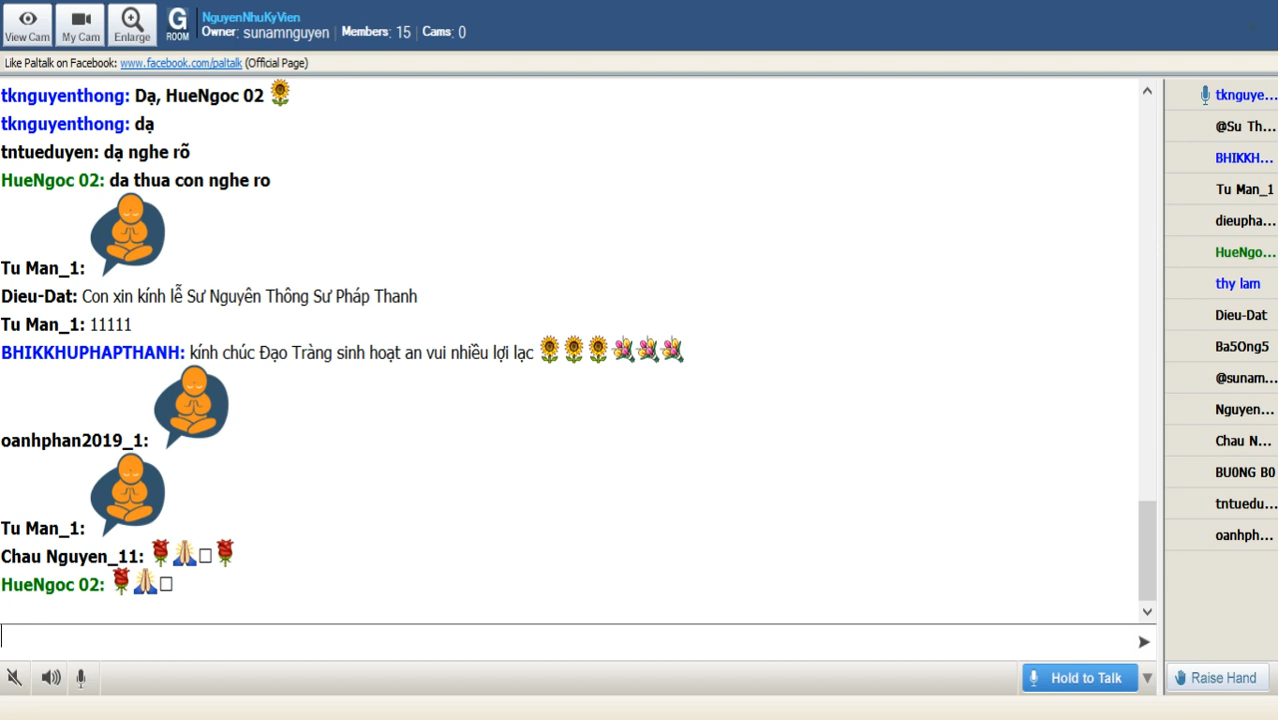 View Cam
My Cam
Enlarge
G
ROOM
NguyenNhuKyVien
Owner: sunamnguyen | Members: 15 | Cams: 0
Like Paltalk on Facebook: www.facebook.com/paltalk (Official Page)
tknguyenthong: Dạ, HueNgoc 02
tknguyenthong: dạ
tntueduyen: dạ nghe rõ
HueNgoc 02: da thua con nghe ro
Tu Man_1:
Dieu-Dat: Con xin kính lễ Sư Nguyên Thông Sư Pháp Thanh
Tu Man_1: 11111
BHIKKHUPHAPTHANH: kính chúc Đạo Tràng sinh hoạt an vui nhiều lợi lạc
oanhphan2019_1:
Tu Man_1:
Chau Nguyen_11:
HueNgoc 02:
Hold to Talk
tknguye...
@Su Th...
BHIKKH...
Tu Man_1
dieupha...
HueNgo...
thy lam
Dieu-Dat
Ba5Ong5
@sunam...
Nguyen...
Chau N...
BU0NG B0
tntuedu...
oanhph...
Raise Hand